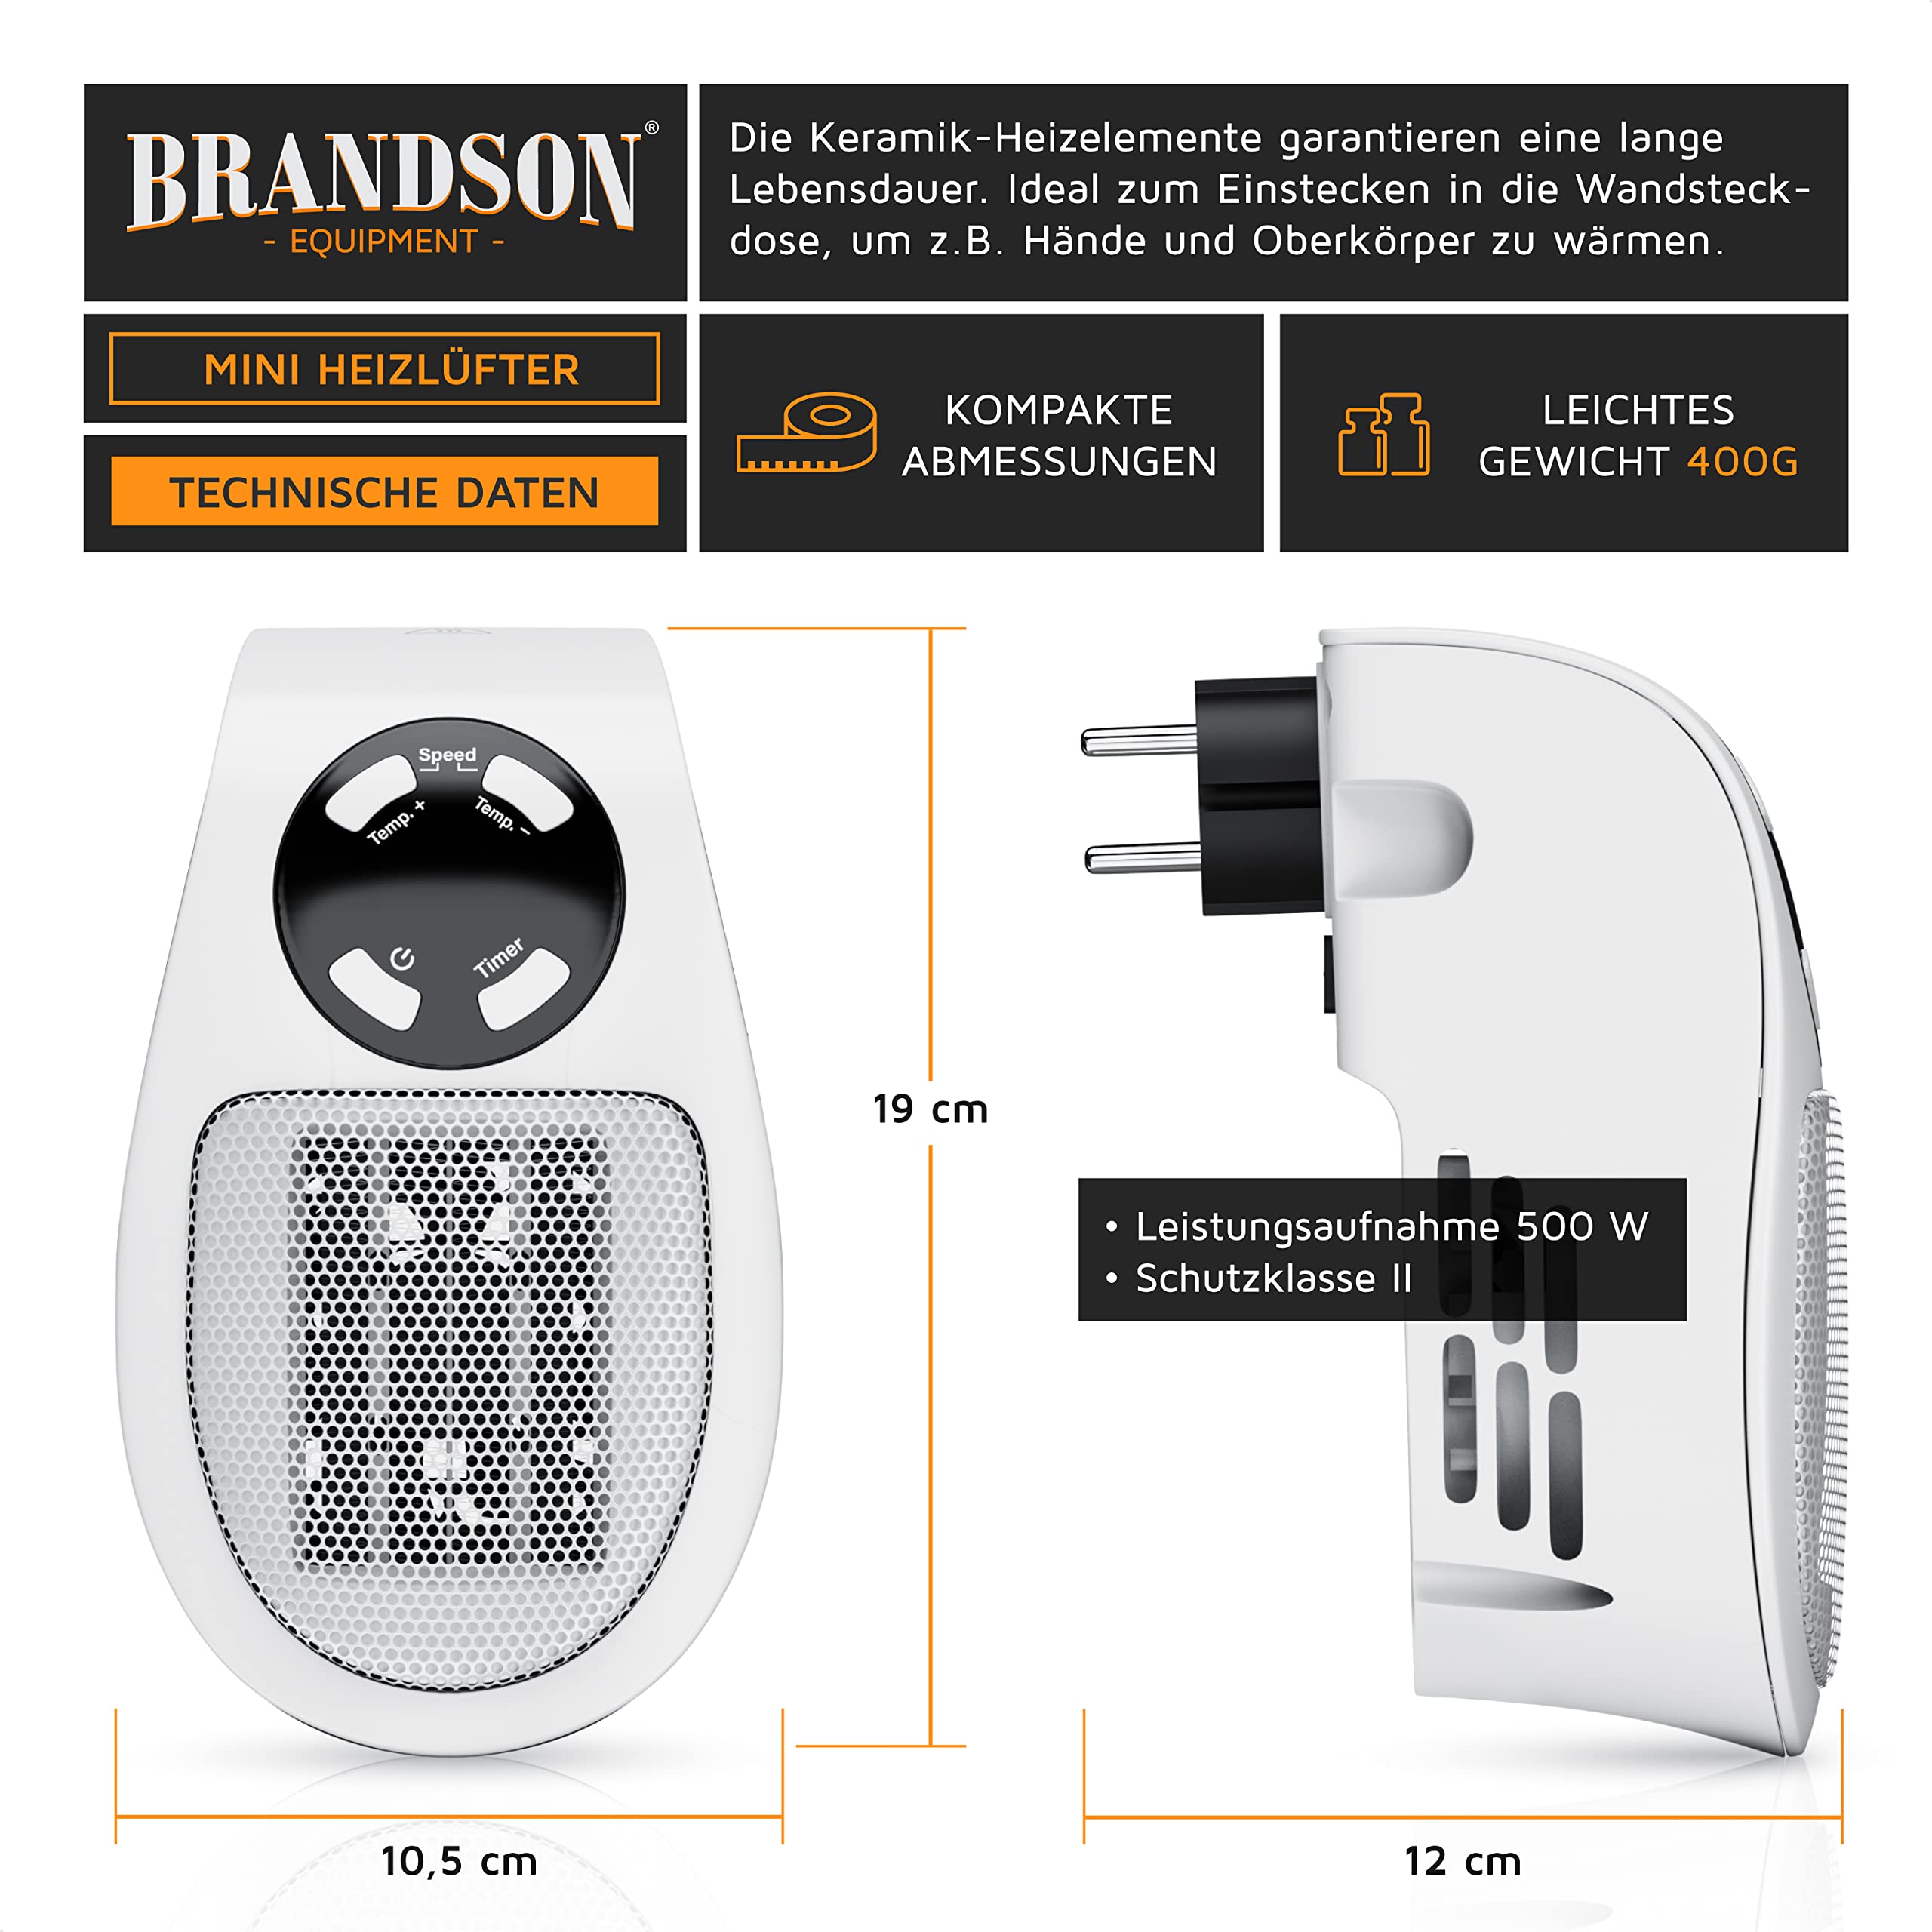 BRANDSON®
- EQUIPMENT -
Die Keramik-Heizelemente garantieren eine lange
Lebensdauer. Ideal zum Einstecken in die Wandsteck-
dose, um z.B. Hände und Oberkörper zu wärmen.
MINI HEIZLÜFTER
TECHNISCHE DATEN
KOMPAKTE
ABMESSUNGEN
LEICHTES
GEWICHT 400G
Speed
Temp. +
Temp. −
Timer
19 cm
• Leistungsaufnahme 500 W
• Schutzklasse II
10,5 cm
12 cm